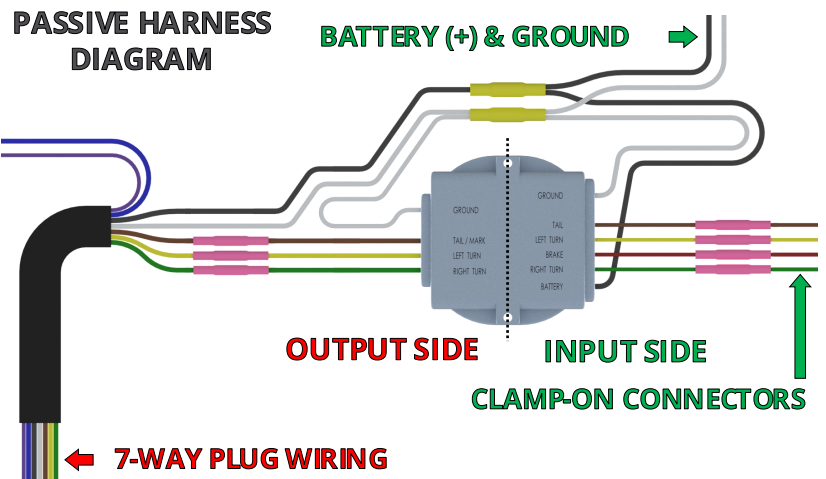 PASSIVE HARNESS
DIAGRAM
BATTERY (+) & GROUND
GROUND
GROUND
TAIL
TAIL / MARK
LEFT TURN
LEFT TURN
BRAKE
RIGHT TURN
RIGHT TURN
BATTERY
OUTPUT SIDE
INPUT SIDE
CLAMP-ON CONNECTORS
7-WAY PLUG WIRING